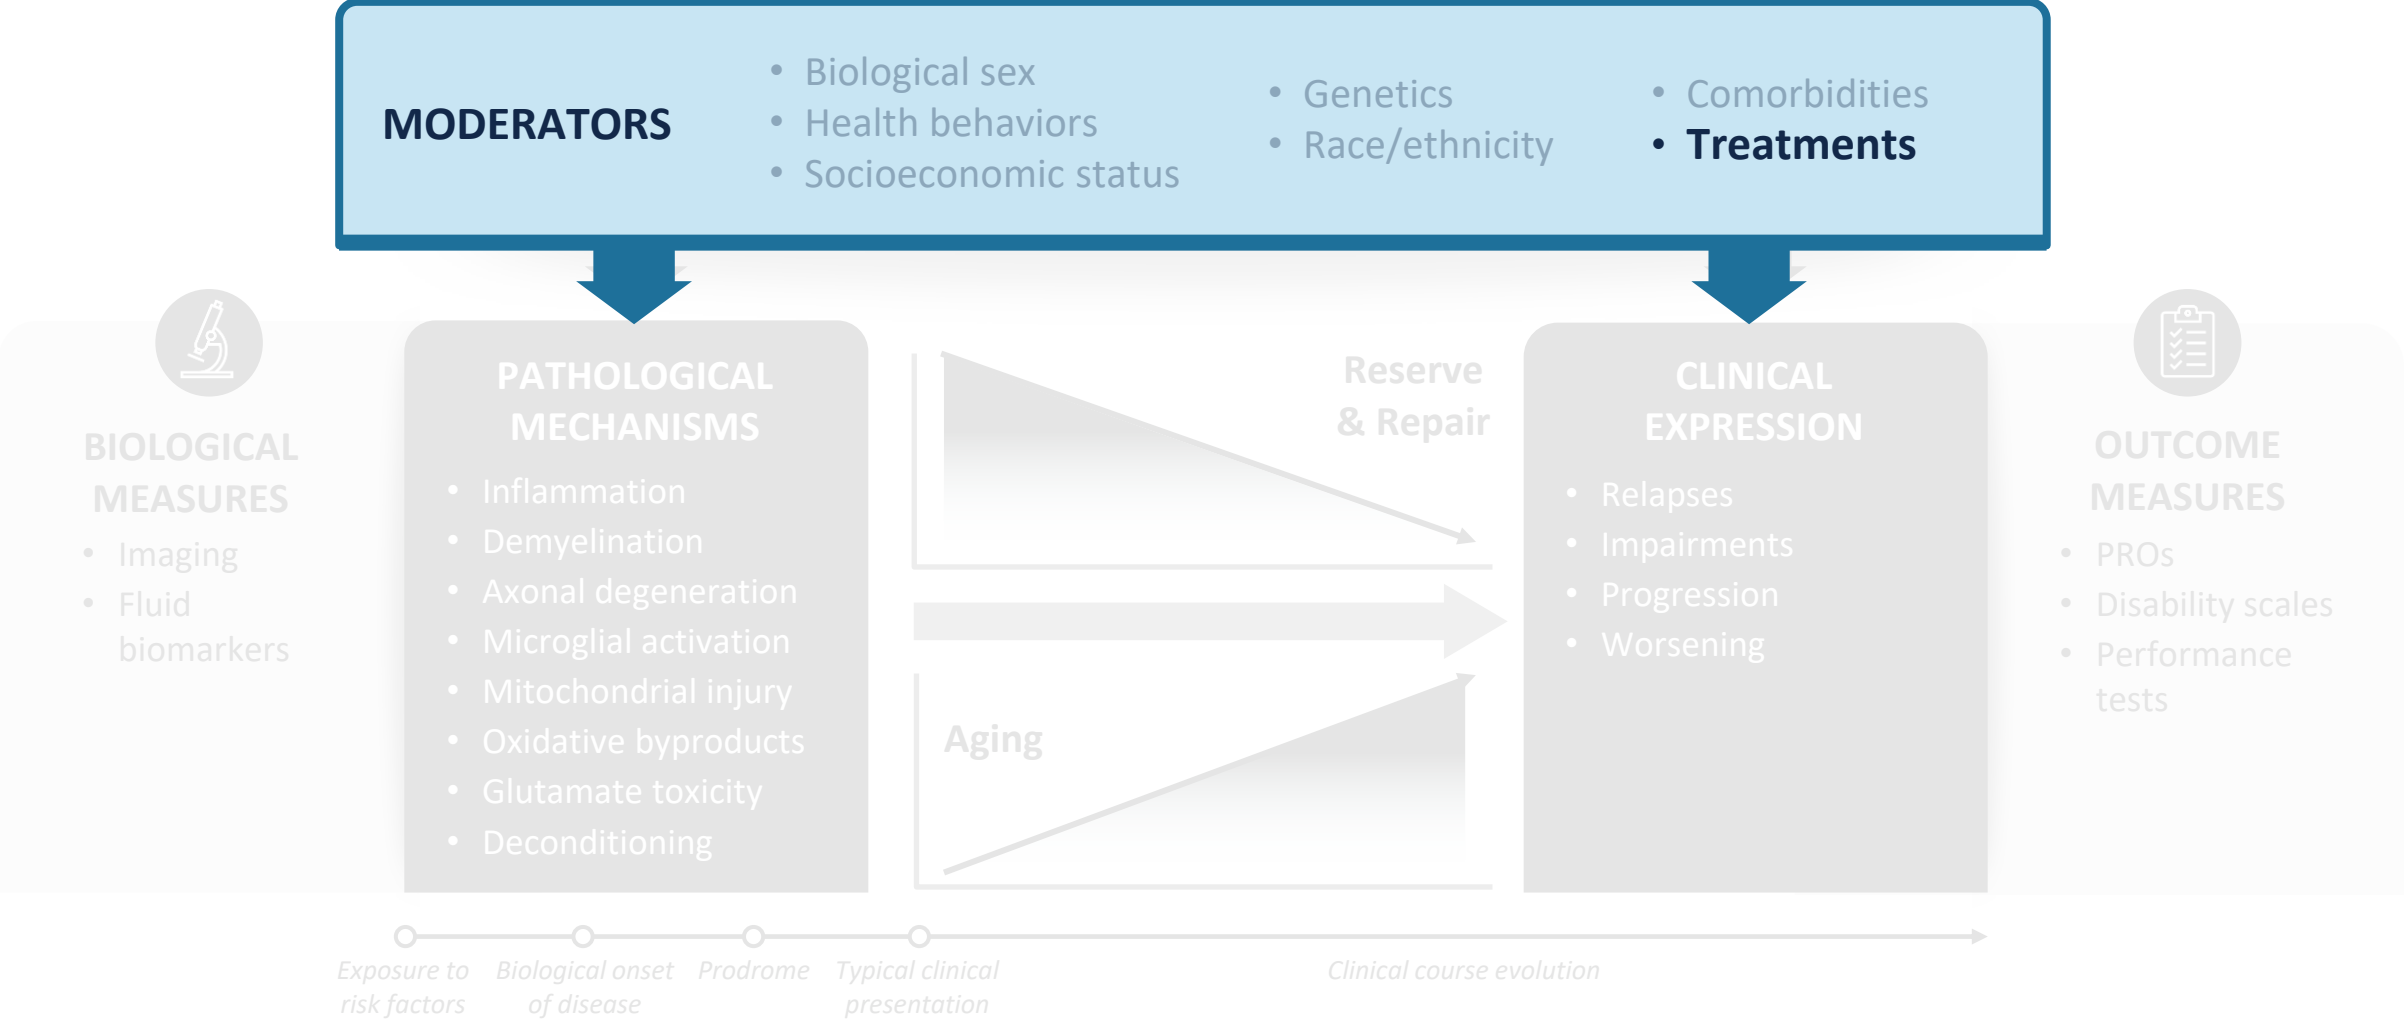 MODERATORS
• Biological sex
• Health behaviors
• Socioeconomic status
• Genetics
• Race/ethnicity
• Comorbidities
• Treatments
BIOLOGICAL
MEASURES
• Imaging
• Fluid
biomarkers
PATHOLOGICAL
MECHANISMS
• Inflammation
• Demyelination
• Axonal degeneration
• Microglial activation
• Mitochondrial injury
• Oxidative byproducts
• Glutamate toxicity
• Deconditioning
Reserve
& Repair
Aging
CLINICAL
EXPRESSION
• Relapses
• Impairments
• Progression
• Worsening
OUTCOME
MEASURES
• PROs
• Disability scales
• Performance
tests
Exposure to
risk factors
Biological onset
of disease
Prodrome
Typical clinical
presentation
Clinical course evolution